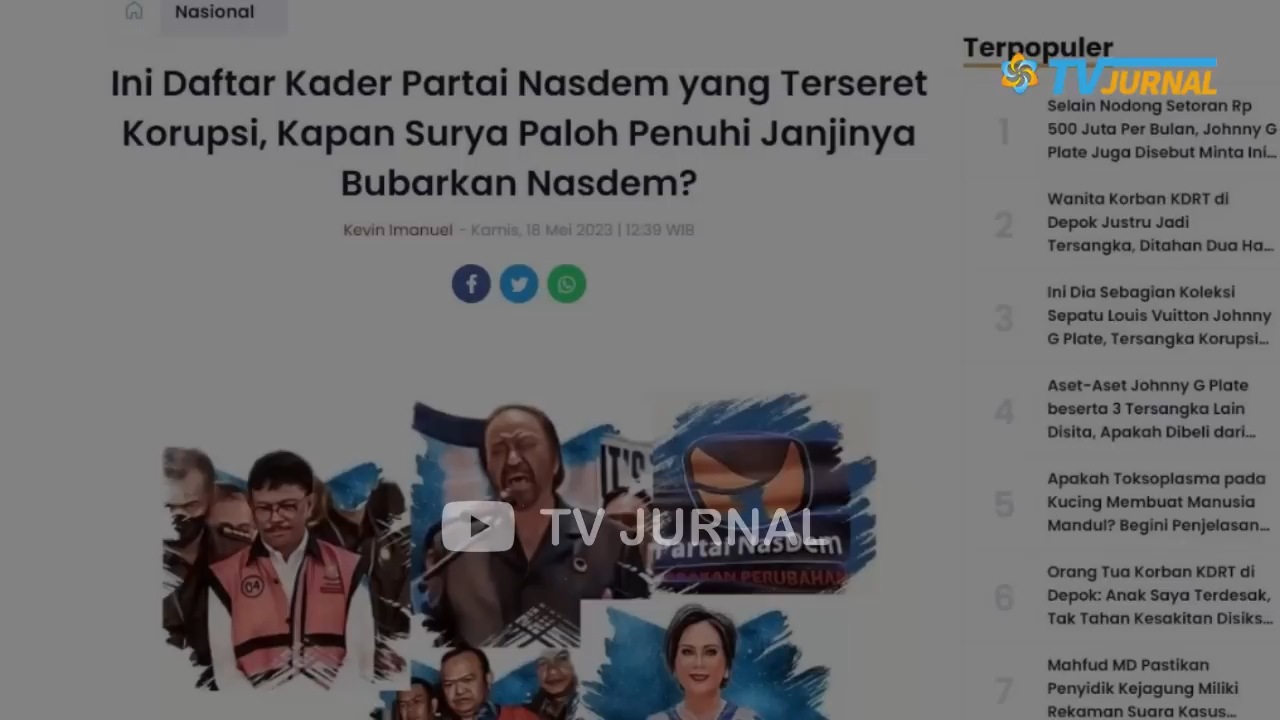 Nasional
Ini Daftar Kader Partai Nasdem yang Terseret
Korupsi, Kapan Surya Paloh Penuhi Janjinya
Bubarkan Nasdem?
Kevin Imanuel - Kamis, 18 Mei 2023 | 12:39 WIB
IT'S
04
TV JURNAL
Partai NasDem
GERAKAN PERUBAHAN
Terpopuler
TVJURNAL
1
Selain Nodong Setoran Rp
500 Juta Per Bulan, Johnny G
Plate Juga Disebut Minta Ini...
2
Wanita Korban KDRT di
Depok Justru Jadi
Tersangka, Ditahan Dua Ha...
3
Ini Dia Sebagian Koleksi
Sepatu Louis Vuitton Johnny
G Plate, Tersangka Korupsi...
4
Aset-Aset Johnny G Plate
beserta 3 Tersangka Lain
Disita, Apakah Dibeli dari...
5
Apakah Toksoplasma pada
Kucing Membuat Manusia
Mandul? Begini Penjelasan...
6
Orang Tua Korban KDRT di
Depok: Anak Saya Terdesak,
Tak Tahan Kesakitan Disiks...
7
Mahfud MD Pastikan
Penyidik Kejagung Miliki
Rekaman Suara Kasus...